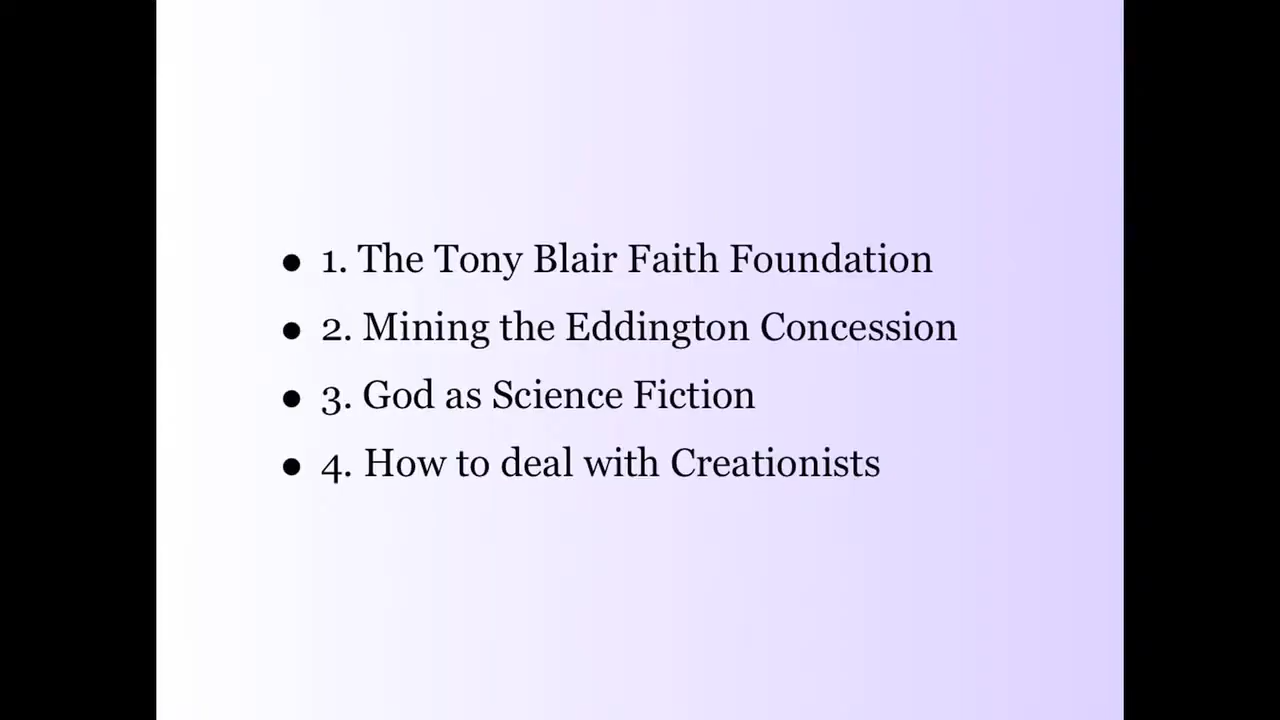 • 1. The Tony Blair Faith Foundation
• 2. Mining the Eddington Concession
• 3. God as Science Fiction
• 4. How to deal with Creationists